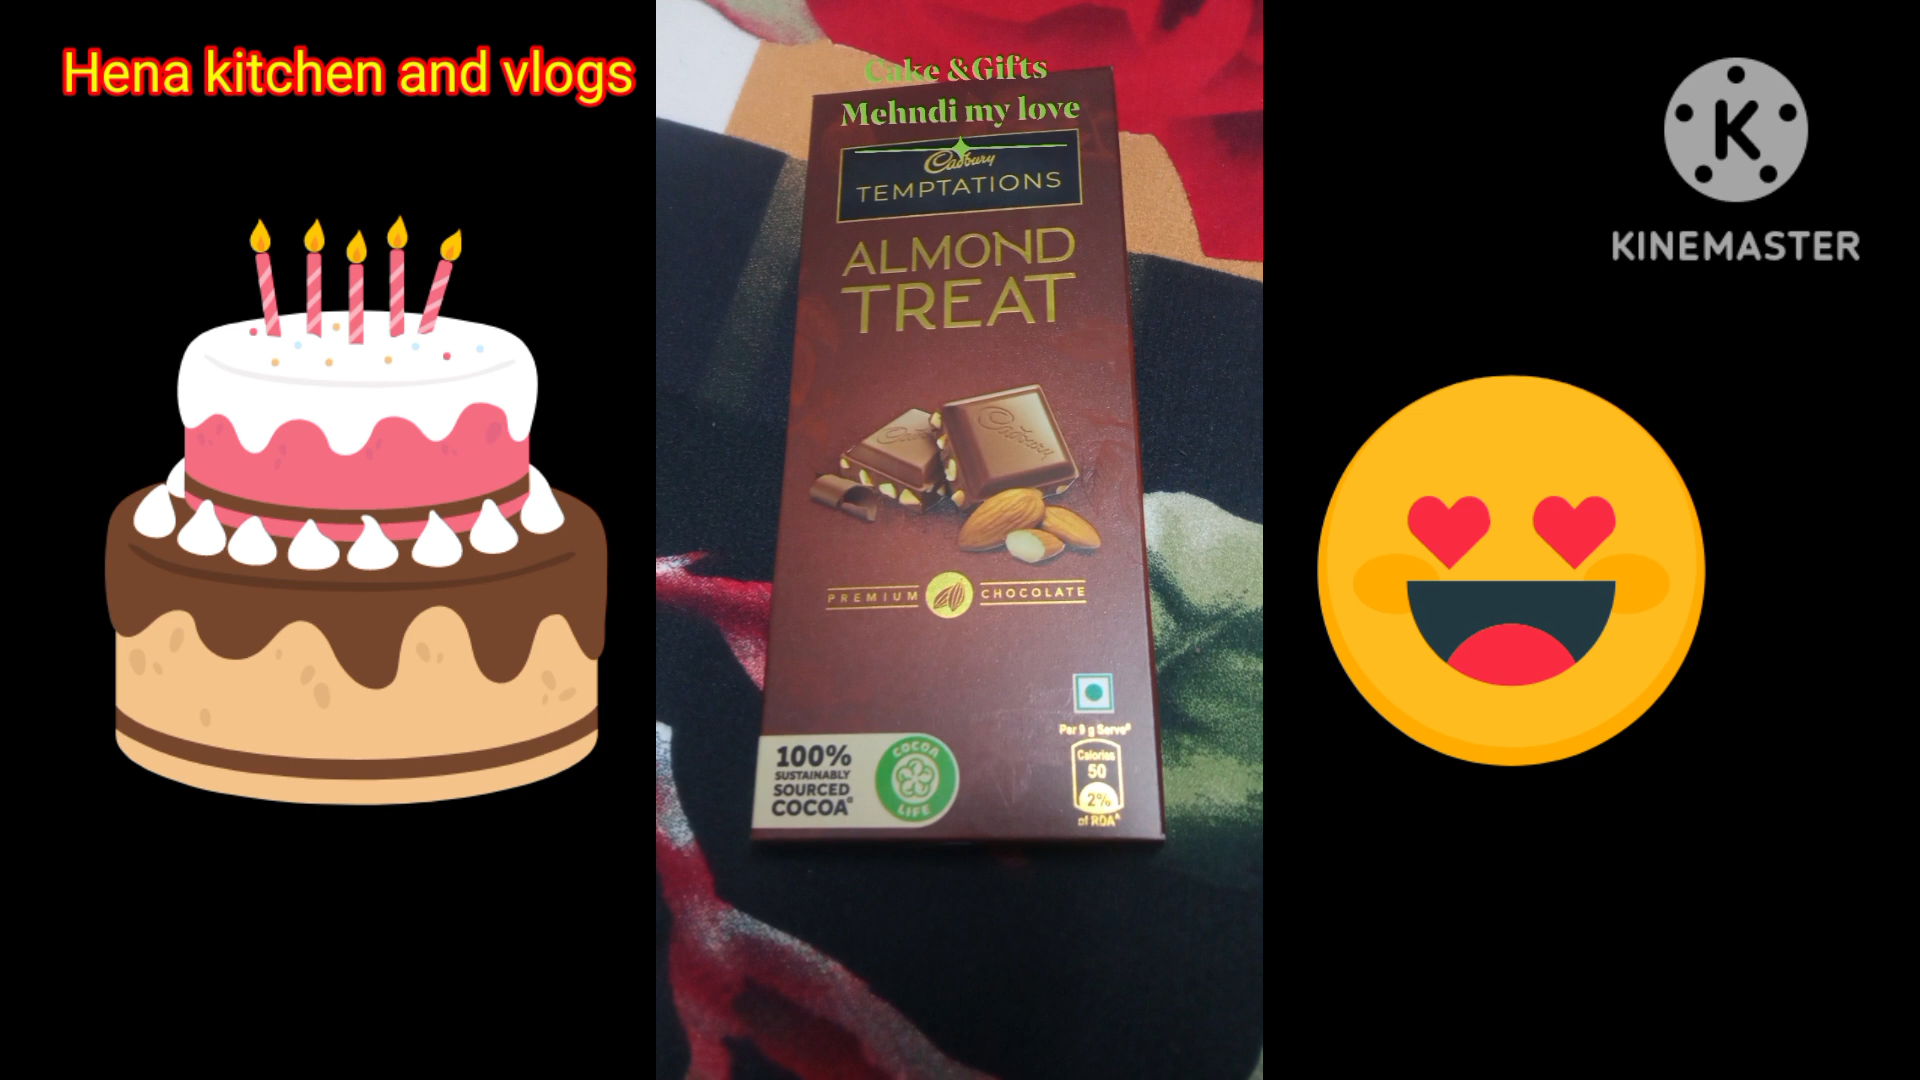 Hena kitchen and vlogs
Cake &Gifts
Mehndi my love
Cadbury
TEMPTATIONS
ALMOND
TREAT
Cadbury
PREMIUM CHOCOLATE
Per 9 g Serve
Calories
50
2%
of RDA
100%
SUSTAINABLY
SOURCED
COCOA
COCOA
LIFE
K
KINEMASTER